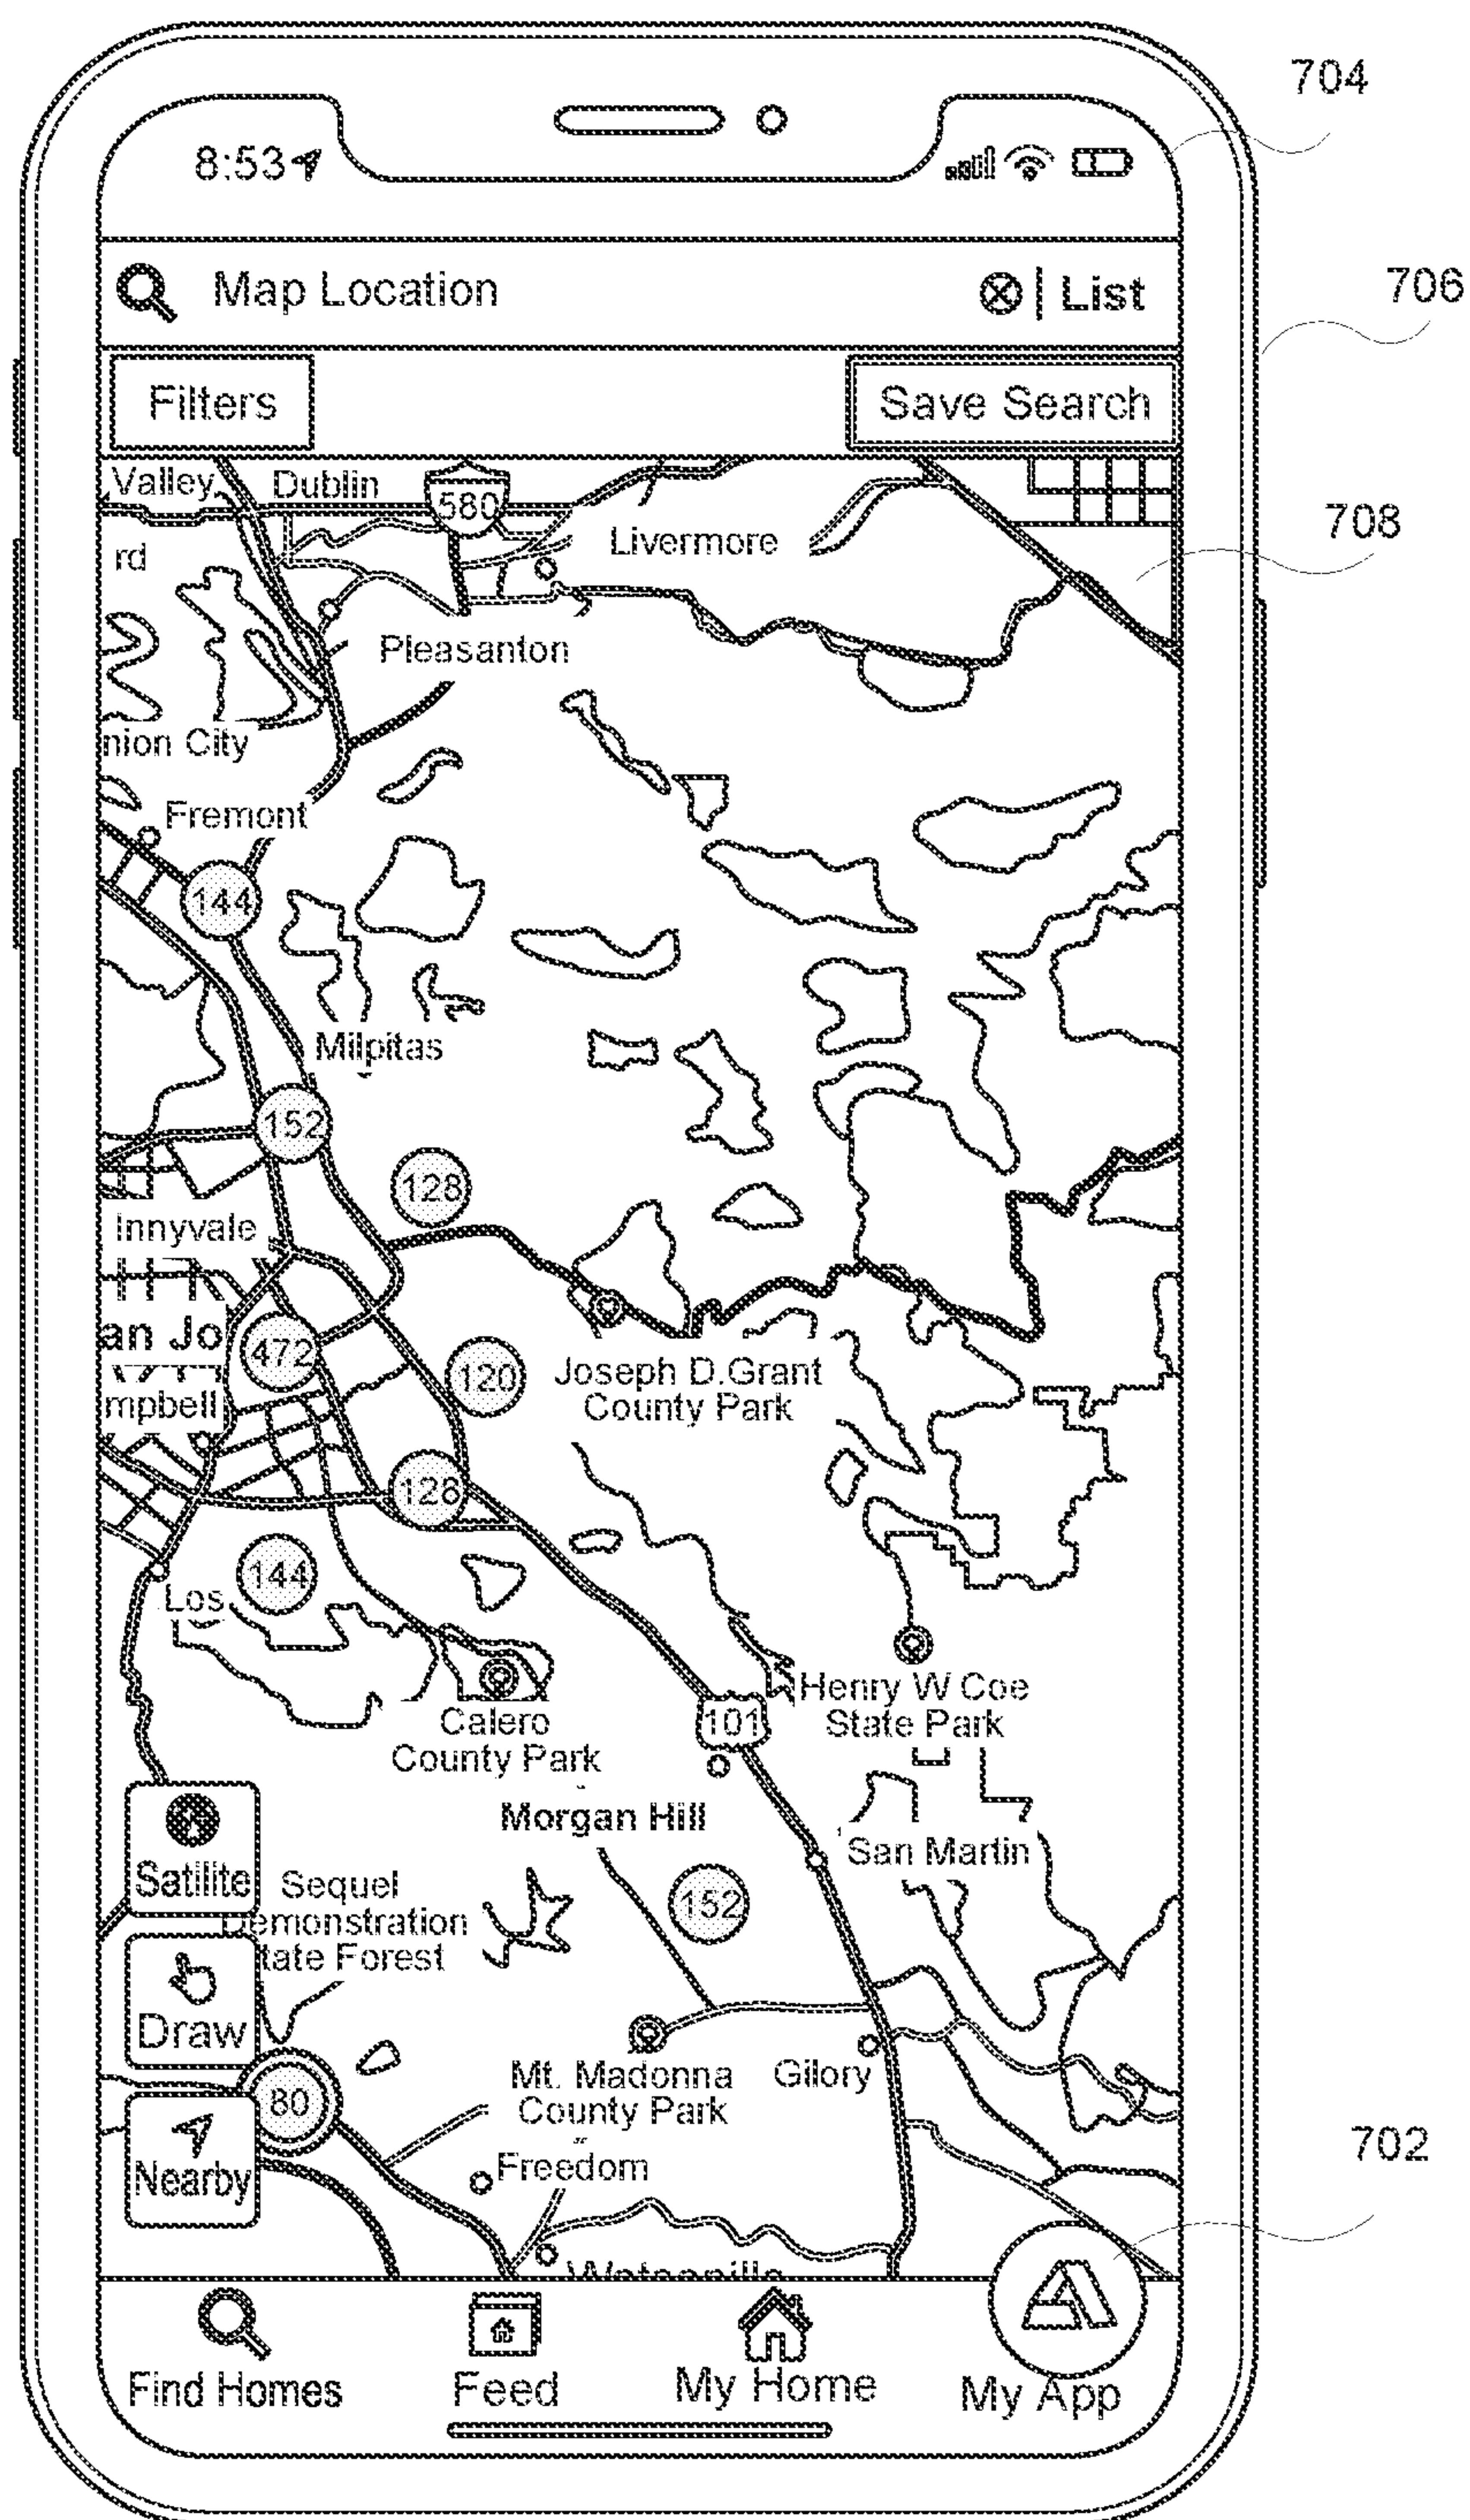 704
8:53
706
Map Location
List
Filters
Save Search
Valley
Dublin
580
708
Livermore
rd
Pleasanton
nion City
Fremont
144
Milpitas
152
128
innyvale
an Jo
472
120
Joseph D.Grant
County Park
mpbell
128
144
Los
Henry W Coe
State Park
101
Calero
County Park
Morgan Hill
San Martin
Satilite
Sequel
Demonstration
tate Forest
152
Draw
Mt. Madonna
County Park
Gilory
80
702
Nearby
Freedom
Find Homes
Feed
My Home
My App